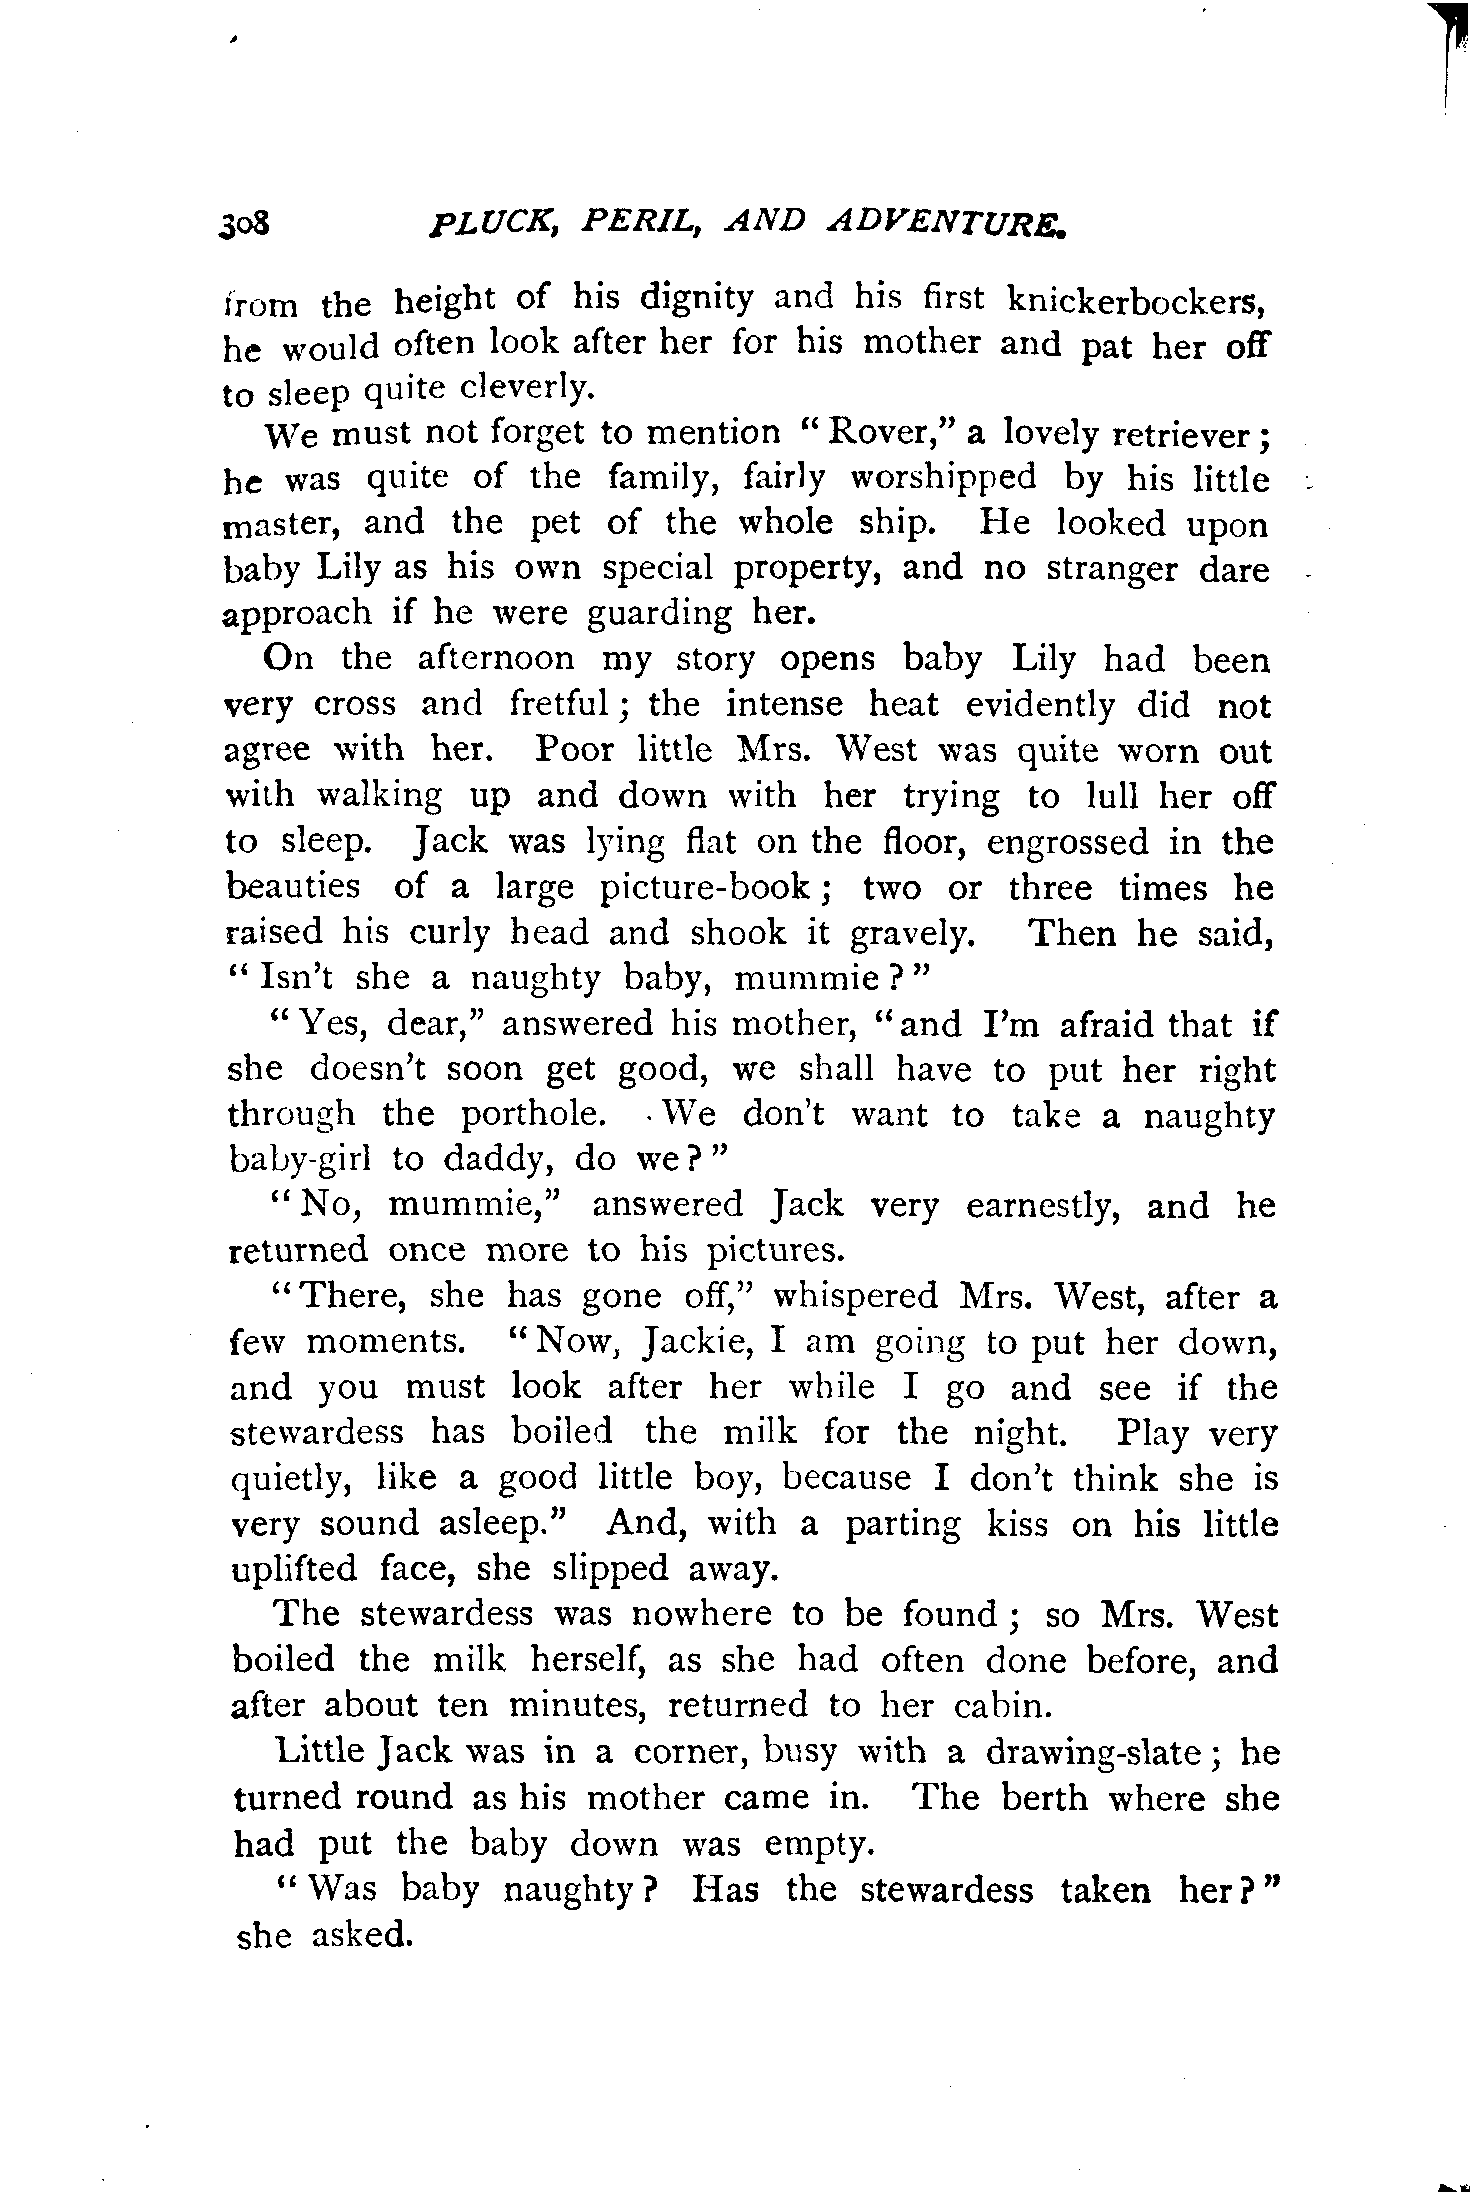 308 PLUCK, PERIL, AND ADVENTURE.
from the height of his dignity and his first knickerbockers,
he would often look after her for his mother and pat her off
to sleep quite cleverly.
We must not forget to mention “Rover,” a lovely retriever;
he was quite of the family, fairly worshipped by his little
master, and the pet of the whole ship. He looked upon
baby Lily as his own special property, and no stranger dare
approach if he were guarding her.
On the afternoon my story opens baby Lily had been
very cross and fretful; the intense heat evidently did not
agree with her. Poor little Mrs. West was quite worn out
with walking up and down with her trying to lull her off
to sleep. Jack was lying flat on the floor, engrossed in the
beauties of a large picture-book; two or three times he
raised his curly head and shook it gravely. Then he said,
“Isn't she a naughty baby, mummie?”
“Yes, dear,” answered his mother, “and I'm afraid that if
she doesn't soon get good, we shall have to put her right
through the porthole. We don't want to take a naughty
baby-girl to daddy, do we?”
“No, mummie,” answered Jack very earnestly, and he
returned once more to his pictures.
“There, she has gone off,” whispered Mrs. West, after a
few moments. “Now, Jackie, I am going to put her down,
and you must look after her while I go and see if the
stewardess has boiled the milk for the night. Play very
quietly, like a good little boy, because I don't think she is
very sound asleep.” And, with a parting kiss on his little
uplifted face, she slipped away.
The stewardess was nowhere to be found; so Mrs. West
boiled the milk herself, as she had often done before, and
after about ten minutes, returned to her cabin.
Little Jack was in a corner, busy with a drawing-slate; he
turned round as his mother came in. The berth where she
had put the baby down was empty.
“Was baby naughty? Has the stewardess taken her?”
she asked.